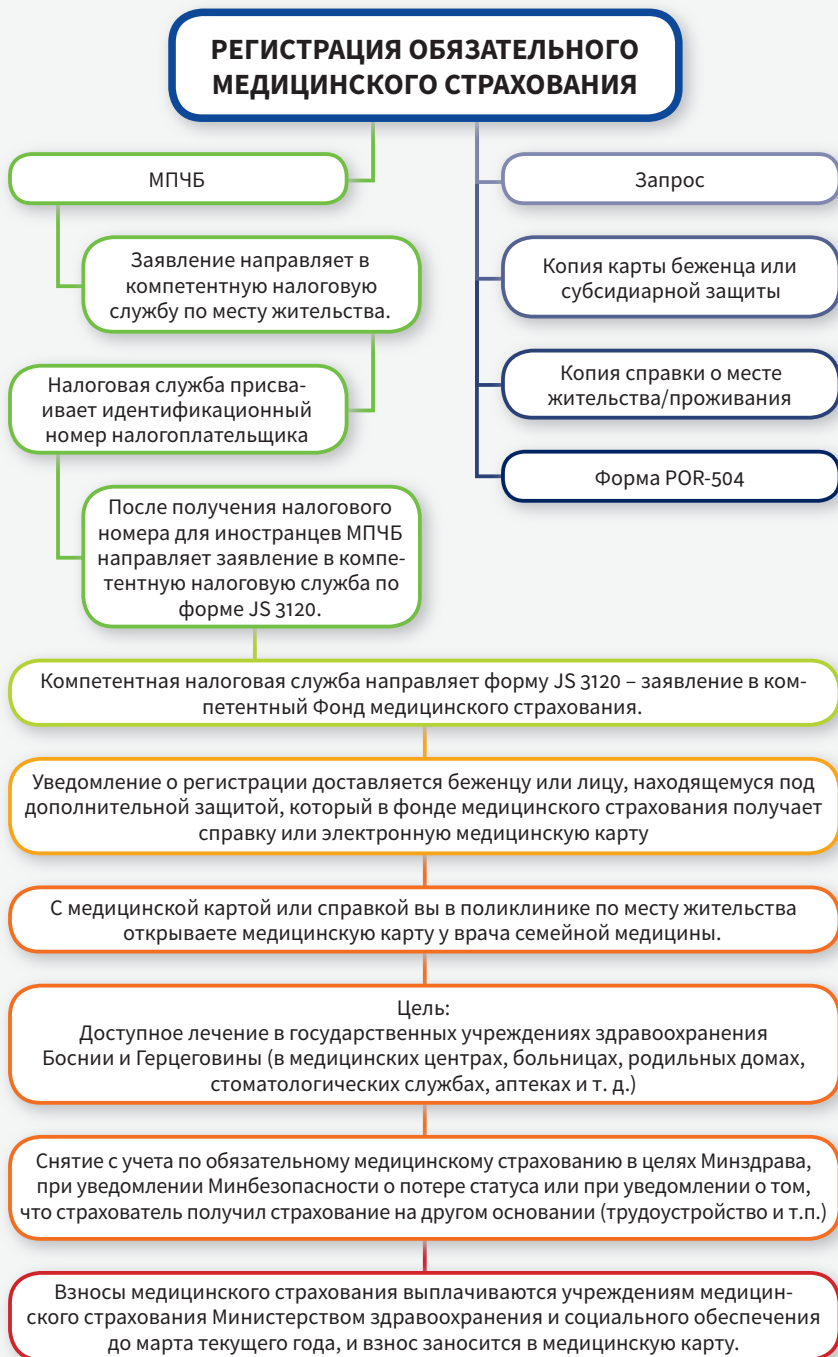 РЕГИСТРАЦИЯ ОБЯЗАТЕЛЬНОГО
МЕДИЦИНСКОГО СТРАХОВАНИЯ
МПЧБ
Заявление направляет в
компетентную налоговую
службу по месту жительства.
Налоговая служба присва-
ивает идентификационный
номер налогоплательщика
После получения налогового
номера для иностранцев МПЧБ
направляет заявление в компе-
тентную налоговую служба по
форме JS 3120.
Запрос
Копия карты беженца или
субсидиарной защиты
Копия справки о месте
жительства/проживания
Форма POR-504
Компетентная налоговая служба направляет форму JS 3120 – заявление в ком-
петентный Фонд медицинского страхования.
Уведомление о регистрации доставляется беженцу или лицу, находящемуся под
дополнительной защитой, который в фонде медицинского страхования получает
справку или электронную медицинскую карту
С медицинской картой или справкой вы в поликлинике по месту жительства
открываете медицинскую карту у врача семейной медицины.
Цель:
Доступное лечение в государственных учреждениях здравоохранения
Боснии и Герцеговины (в медицинских центрах, больницах, родильных домах,
стоматологических службах, аптеках и т. д.)
Снятие с учета по обязательному медицинскому страхованию в целях Минздрава,
при уведомлении Минбезопасности о потере статуса или при уведомлении о том,
что страхователь получил страхование на другом основании (трудоустройство и т.п.)
Взносы медицинского страхования выплачиваются учреждениям медицин-
ского страхования Министерством здравоохранения и социального обеспечения
до марта текущего года, и взнос заносится в медицинскую карту.